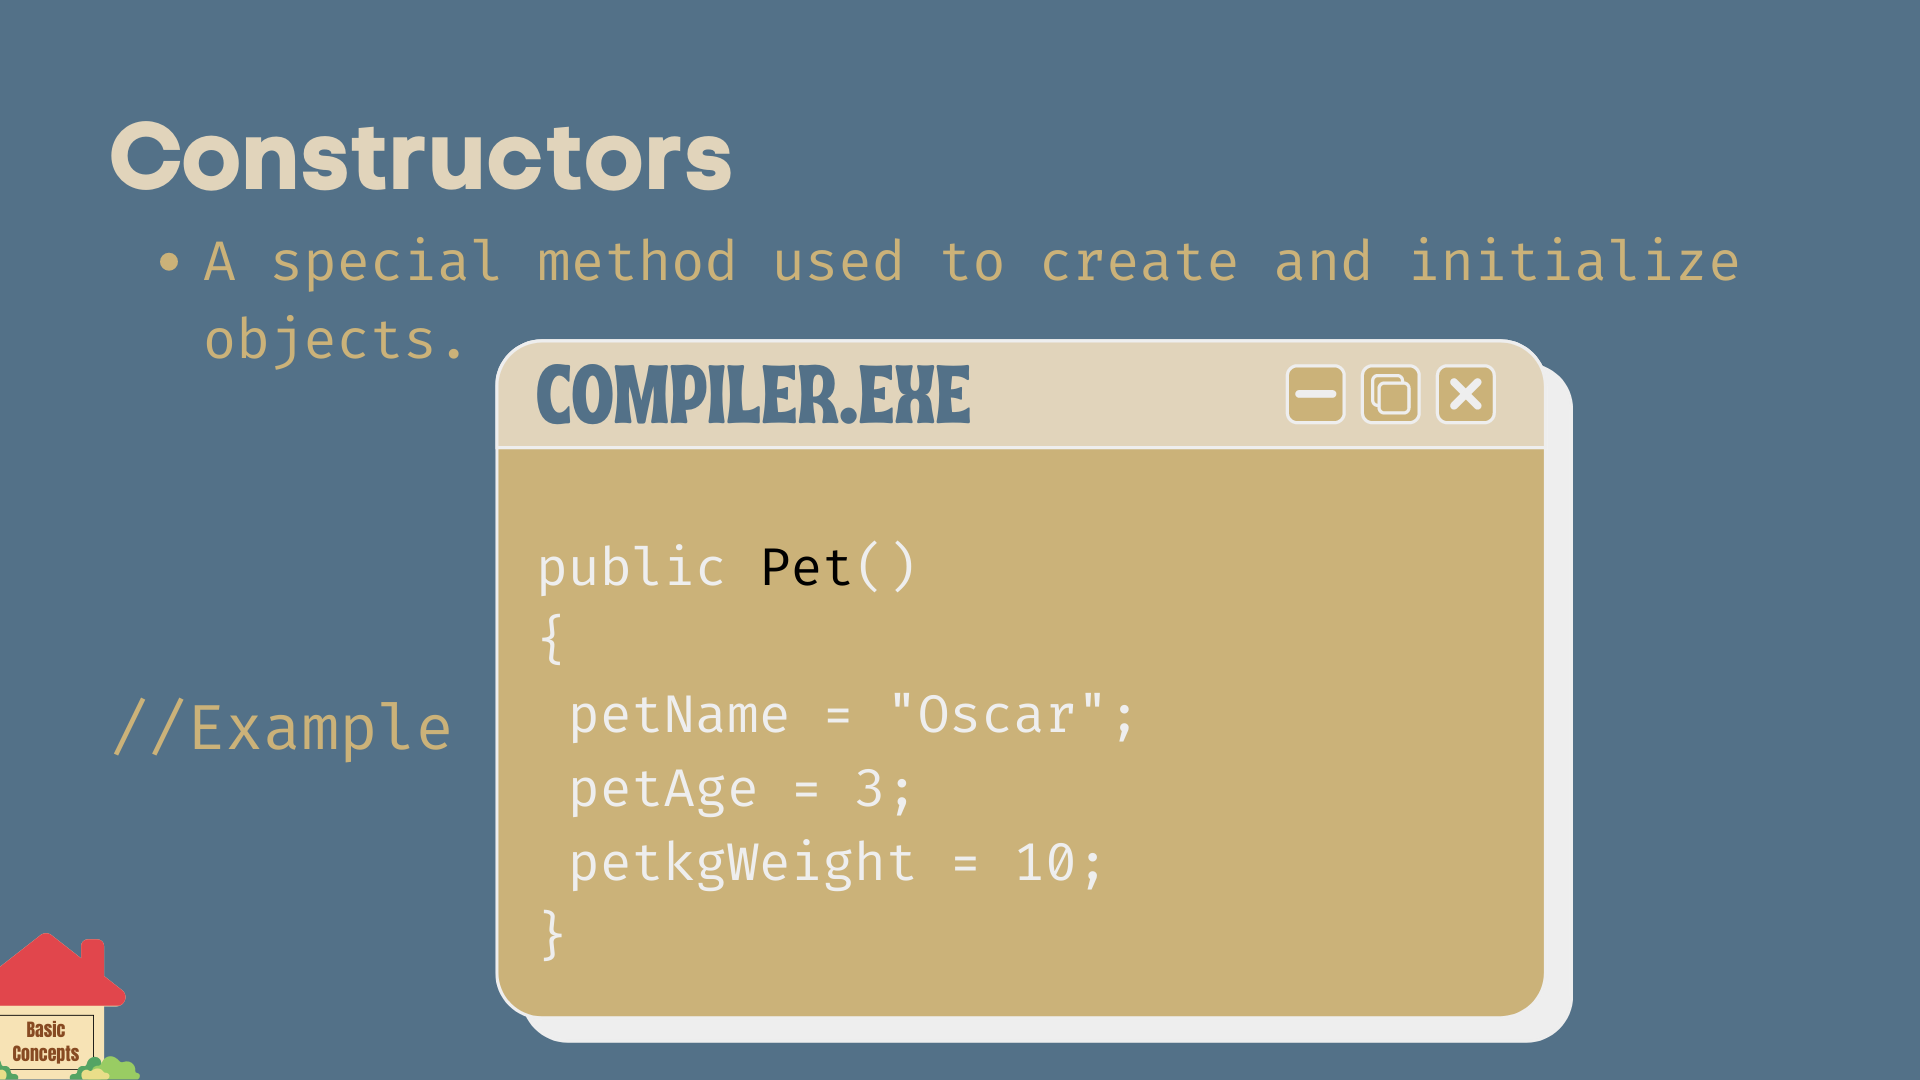 Constructors
• A special method used to create and initialize
objects.
COMPILER.EXE
public Pet()
{
//Example
petName = "Oscar";
petAge = 3;
petkgWeight = 10;
}
Basic
Concepts